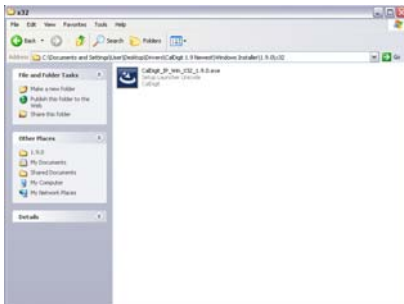 x32
File Edit View Favorites Tools Help
Back Search Folders
Address C:\Documents and Settings\User\Desktop\Drivers\CalDigit 1.9 Newest\Windows Installer\1.9.0\x32 Go
File and Folder Tasks
Make a new folder
Publish this folder to the Web
Share this folder
Other Places
1.9.0
My Documents
Shared Documents
My Computer
My Network Places
Details
CalDigit_IP_Win_X32_1.9.0.exe
Setup Launcher Unicode
CalDigit